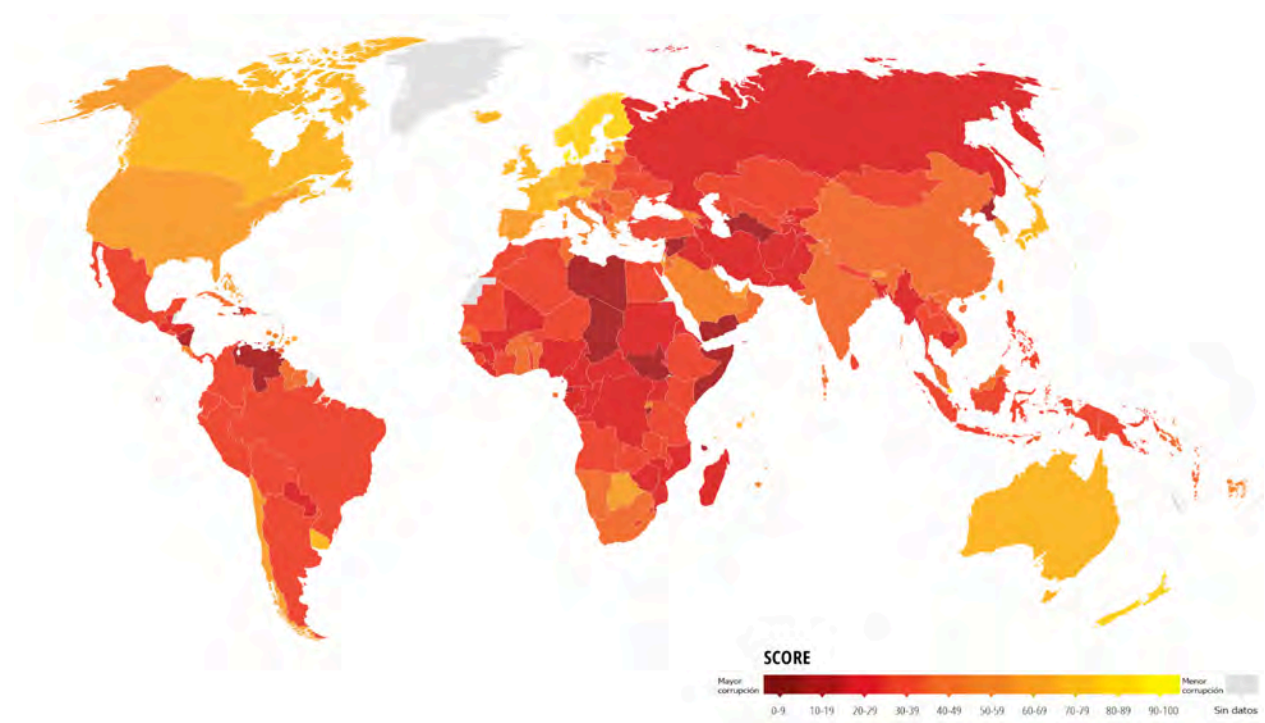 SCORE
Mayor
corrupción
Menor
corrupción
0-9
10-19
20-29
30-39
40-49
50-59
60-69
70-79
80-89
90-100
Sin datos